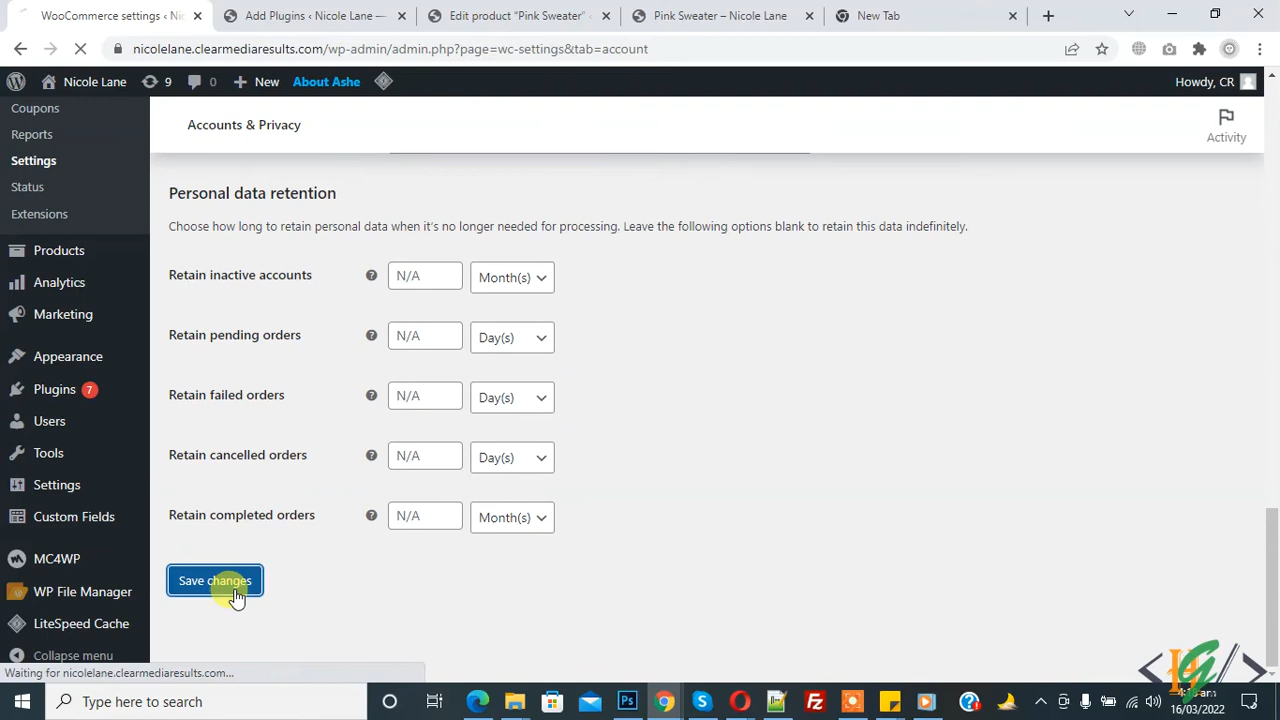 WooCommerce settings ‹ Ni
Add Plugins ‹ Nicole Lane —
Edit product "Pink Sweater" ‹
Pink Sweater – Nicole Lane
New Tab
nicolelane.clearmediaresults.com/wp-admin/admin.php?page=wc-settings&tab=account
Nicole Lane
9
0
New
About Ashe
Howdy, CR
Coupons
Reports
Settings
Status
Extensions
Products
Analytics
Marketing
Appearance
Plugins 7
Users
Tools
Settings
Custom Fields
MC4WP
WP File Manager
LiteSpeed Cache
Collapse menu
Accounts & Privacy
Activity
Personal data retention
Choose how long to retain personal data when it's no longer needed for processing. Leave the following options blank to retain this data indefinitely.
Retain inactive accounts N/A Month(s)
Retain pending orders N/A Day(s)
Retain failed orders N/A Day(s)
Retain cancelled orders N/A Day(s)
Retain completed orders N/A Month(s)
Save changes
Waiting for nicolelane.clearmediaresults.com...
Type here to search
16/03/2022